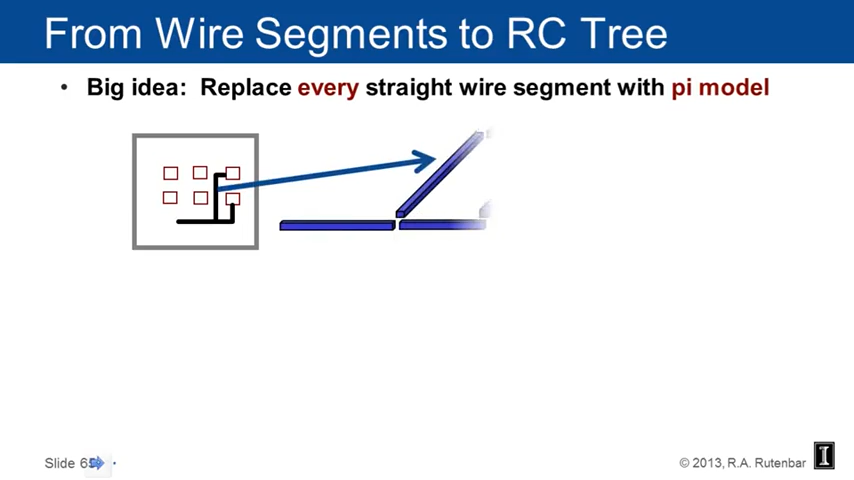 From Wire Segments to RC Tree
• Big idea: Replace every straight wire segment with pi model
Slide
© 2013, R.A. Rutenbar
I